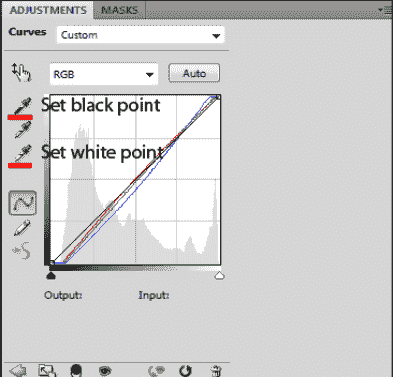 ADJUSTMENTS MASKS
Curves Custom
RGB Auto
Set black point
Set white point
Output: Input: